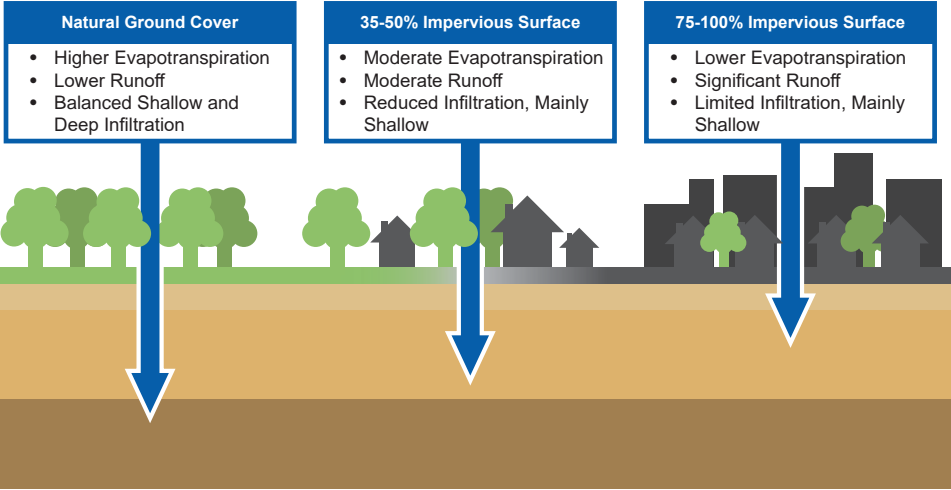 Natural Ground Cover
• Higher Evapotranspiration
• Lower Runoff
• Balanced Shallow and
Deep Infiltration
35-50% Impervious Surface
• Moderate Evapotranspiration
• Moderate Runoff
• Reduced Infiltration, Mainly
Shallow
75-100% Impervious Surface
• Lower Evapotranspiration
• Significant Runoff
• Limited Infiltration, Mainly
Shallow